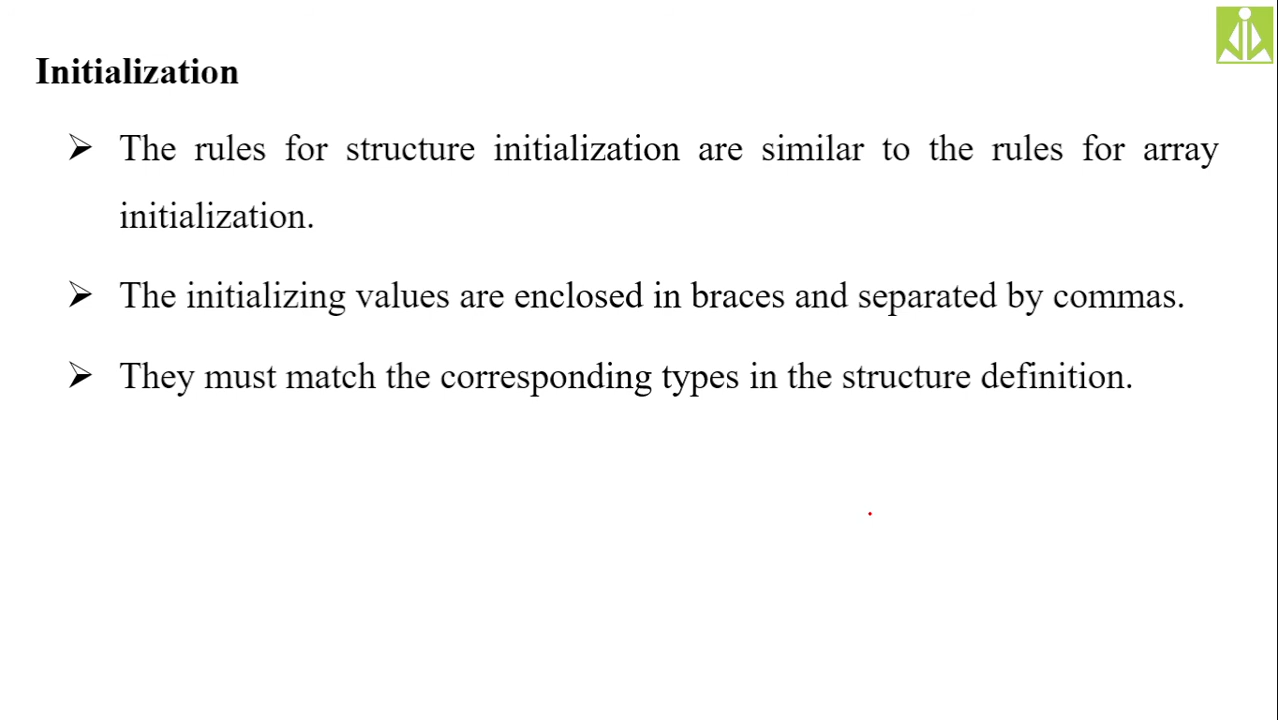 Initialization
➢ The rules for structure initialization are similar to the rules for array
initialization.
➢ The initializing values are enclosed in braces and separated by commas.
➢ They must match the corresponding types in the structure definition.